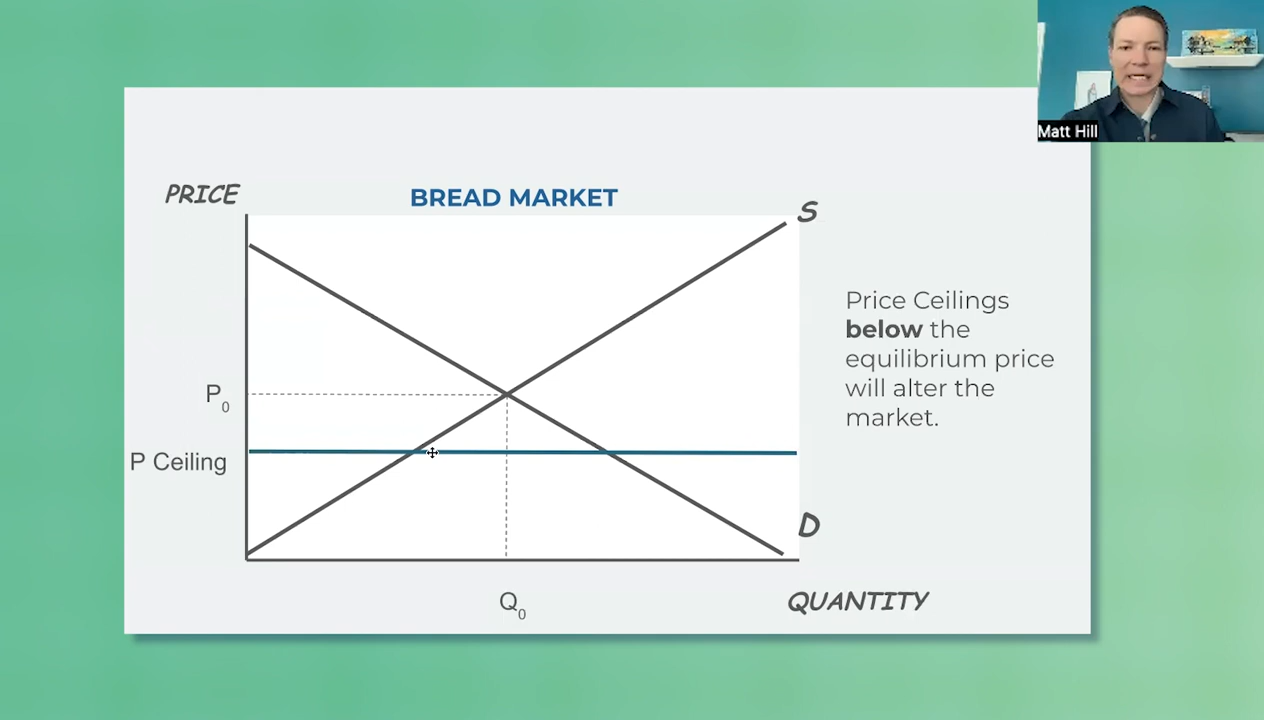 Matt Hill
PRICE
BREAD MARKET
S
Price Ceilings
below the
equilibrium price
will alter the
market.
P0
P Ceiling
D
Q0
QUANTITY